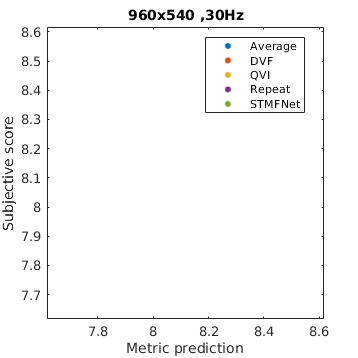 960x540 ,30Hz
Average
DVF
QVI
Repeat
STMFNet
Subjective score
8.6
8.5
8.4
8.3
8.2
8.1
8
7.9
7.8
7.7
7.8 8 8.2 8.4 8.6
Metric prediction